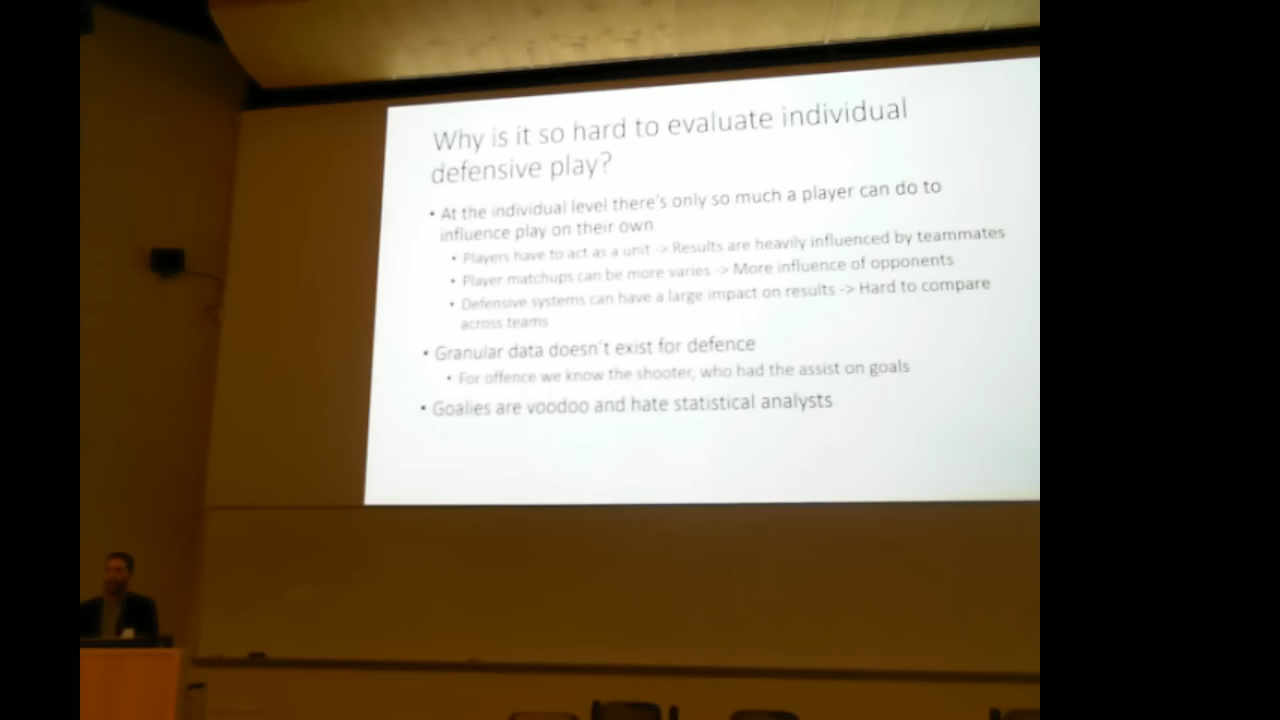 Why is it so hard to evaluate individual
defensive play?
• At the individual level there's only so much a player can do to
influence play on their own
• Players have to act as a unit -> Results are heavily influenced by teammates
• Player matchups can be more varies -> More influence of opponents
• Defensive systems can have a large impact on results -> Hard to compare
across teams
• Granular data doesn't exist for defence
• For offence we know the shooter, who had the assist on goals
• Goalies are voodoo and hate statistical analysts